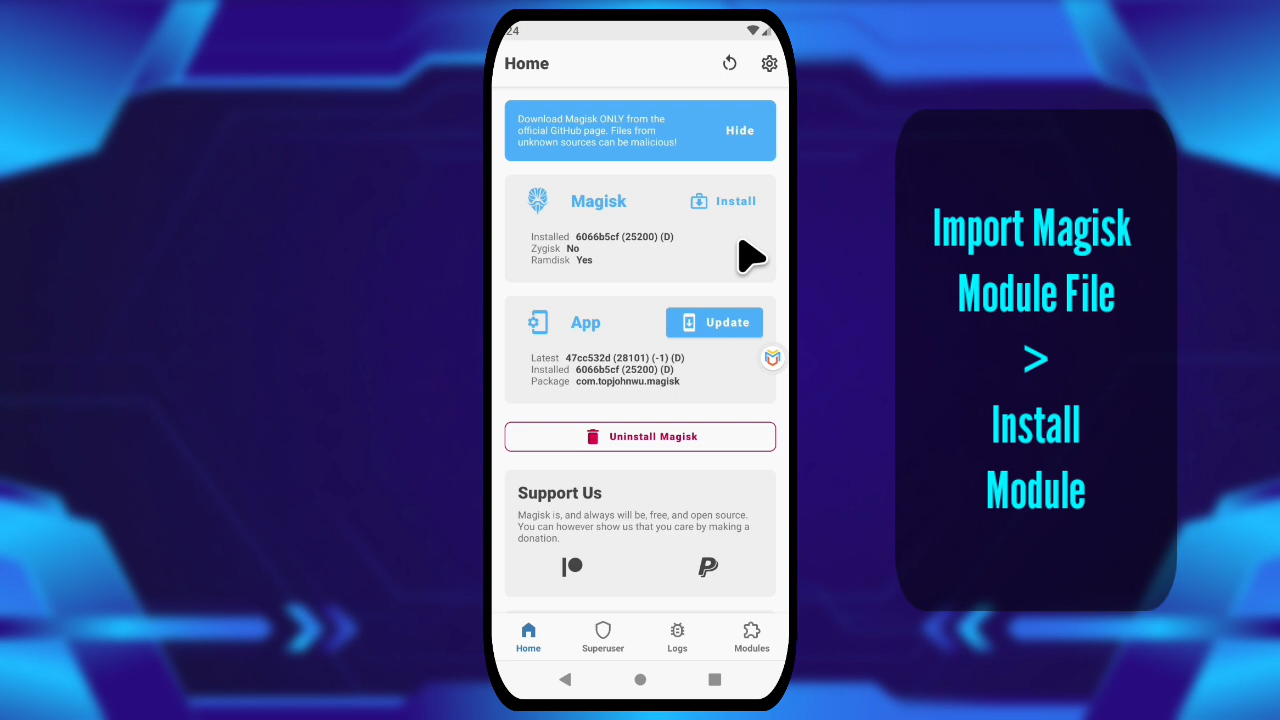 24
Home
Download Magisk ONLY from the
official GitHub page. Files from
unknown sources can be malicious!
Hide
Magisk
Install
Installed 6066b5cf (25200) (D)
Zygisk No
Ramdisk Yes
App
Update
Latest 47cc532d (28101) (-1) (D)
Installed 6066b5cf (25200) (D)
Package com.topjohnwu.magisk
Uninstall Magisk
Support Us
Magisk is, and always will be, free, and open source.
You can however show us that you care by making a
donation.
Home
Superuser
Logs
Modules
Import Magisk
Module File
>
Install
Module